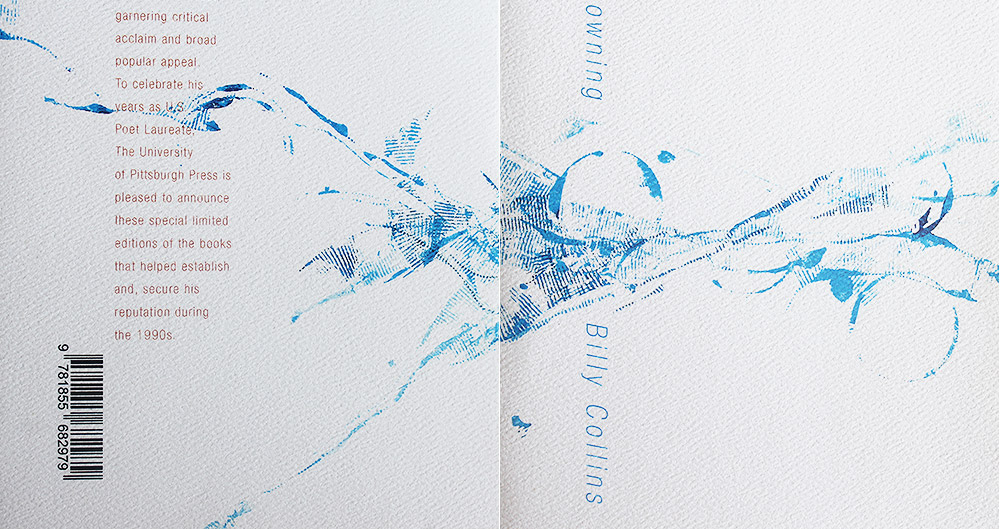 garnering critical
acclaim and broad
popular appeal.
To celebrate his
years as U.S.
Poet Laureate,
The University
of Pittsburgh Press is
pleased to announce
these special limited
editions of the books
that helped establish
and, secure his
reputation during
the 1990s.
9 781855 682979
owning
Billy Collins